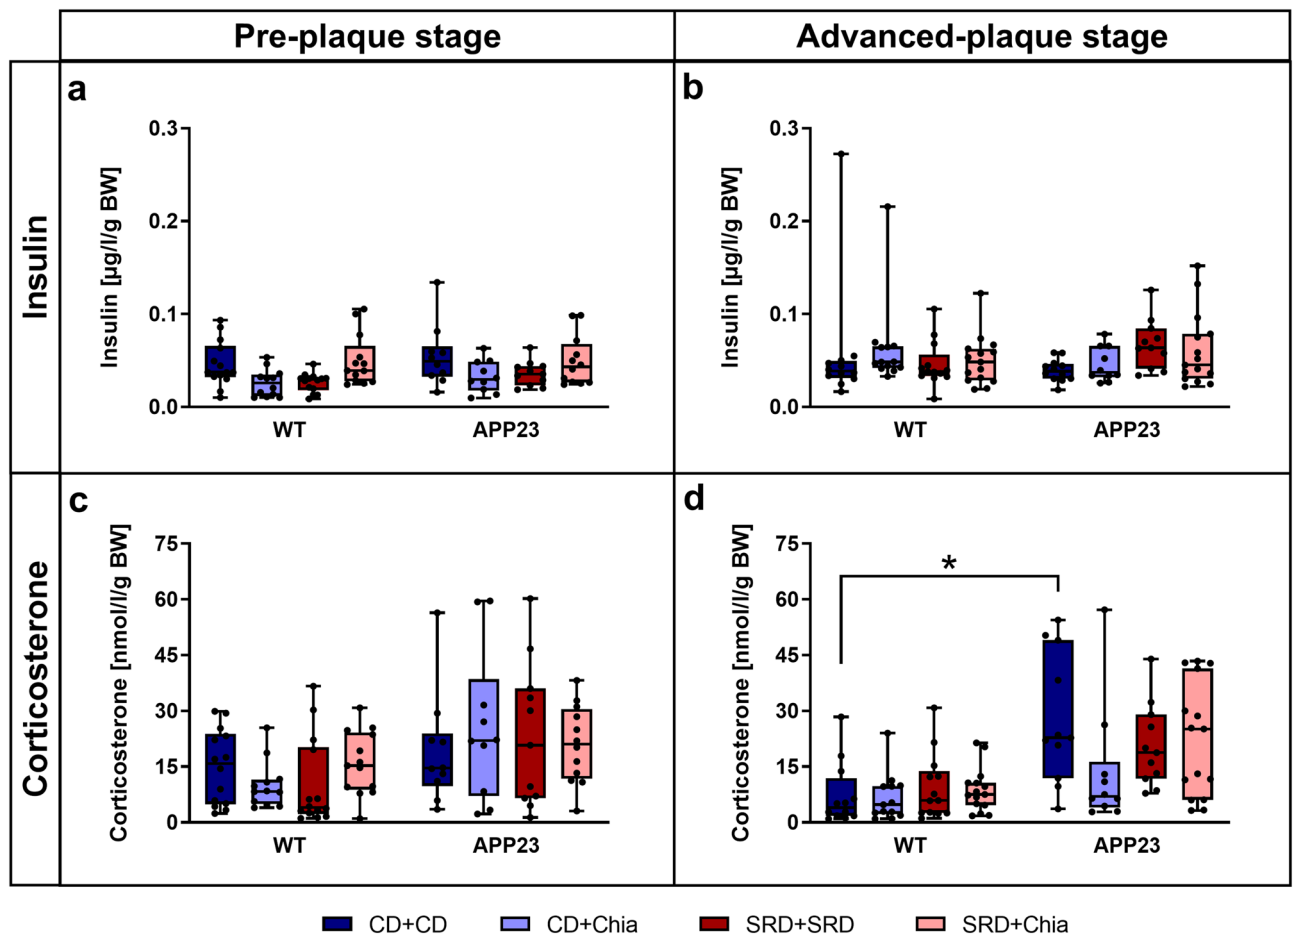 Pre-plaque stage
Advanced-plaque stage
Insulin
a
Insulin [µg/l/g BW]
0.3
0.2
0.1
0.0
WT
APP23
b
Insulin [µg/l/g BW]
0.3
0.2
0.1
0.0
WT
APP23
Corticosterone
c
Corticosterone [nmol/l/g BW]
75
60
45
30
15
0
WT
APP23
d
Corticosterone [nmol/l/g BW]
75
60
45
30
15
0
*
WT
APP23
CD+CD
CD+Chia
SRD+SRD
SRD+Chia